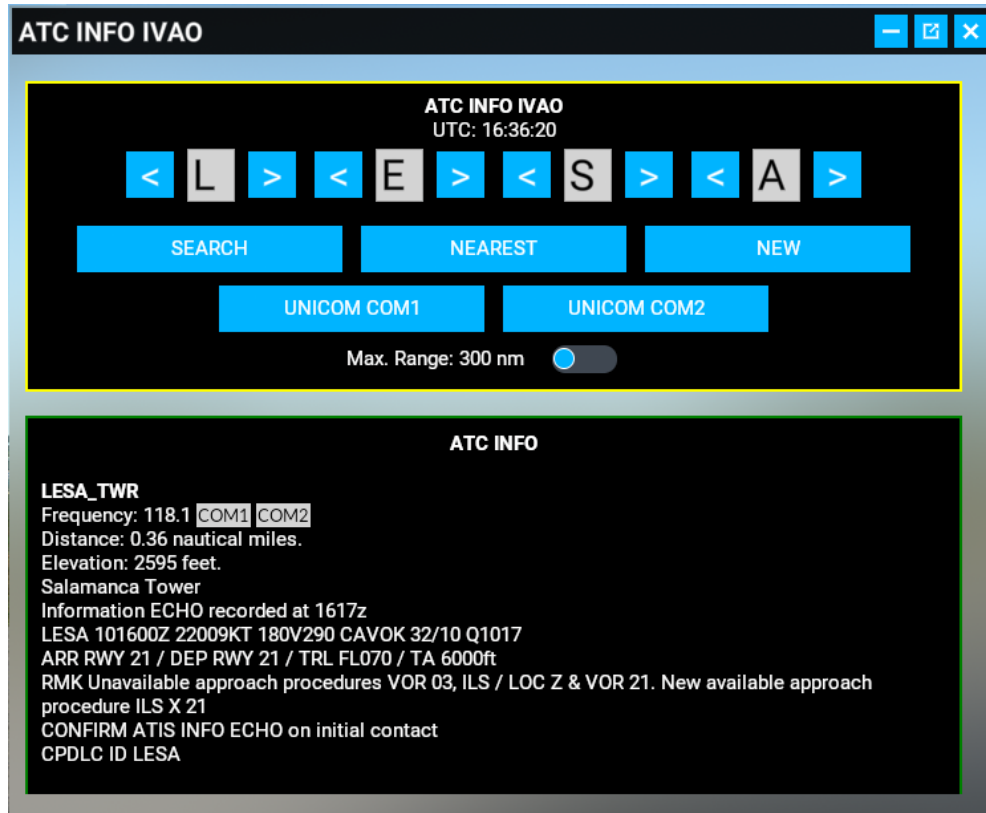 ATC INFO IVAO
ATC INFO IVAO
UTC: 16:36:20
< L > < E > < S > < A >
SEARCH NEAREST NEW
UNICOM COM1 UNICOM COM2
Max. Range: 300 nm
ATC INFO
LESA_TWR
Frequency: 118.1 COM1 COM2
Distance: 0.36 nautical miles.
Elevation: 2595 feet.
Salamanca Tower
Information ECHO recorded at 1617z
LESA 101600Z 22009KT 180V290 CAVOK 32/10 Q1017
ARR RWY 21 / DEP RWY 21 / TRL FL070 / TA 6000ft
RMK Unavailable approach procedures VOR 03, ILS / LOC Z & VOR 21. New available approach
procedure ILS X 21
CONFIRM ATIS INFO ECHO on initial contact
CPDLC ID LESA